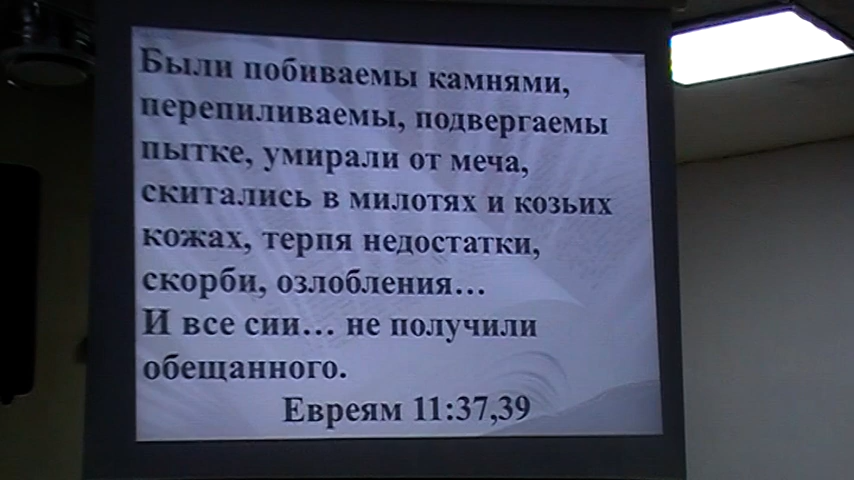 Были побиваемы камнями,
перепиливаемы, подвергаемы
пытке, умирали от меча,
скитались в милотях и козьих
кожах, терпя недостатки,
скорби, озлобления...
И все сии... не получили
обещанного.
Евреям 11:37,39